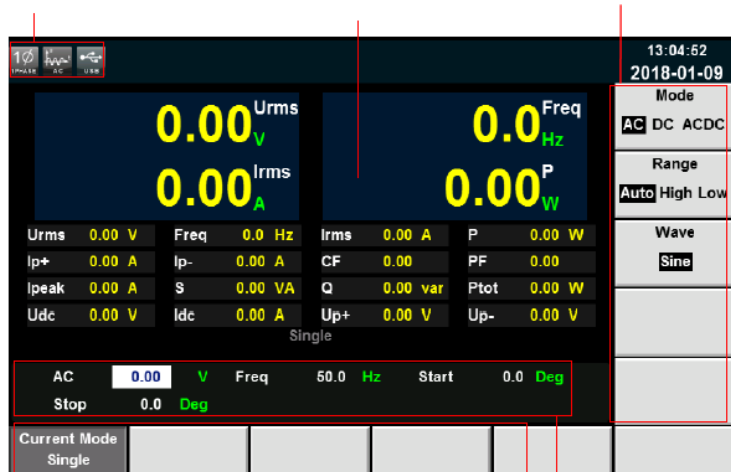 1Ø
1PHASE AC USB
13:04:52
2018-01-09
0.00 Urms V
0.0 Freq Hz
0.00 Irms A
0.00 P W
Mode
AC DC ACDC
Range
Auto High Low
Wave
Sine
Urms 0.00 V Freq 0.0 Hz Irms 0.00 A P 0.00 W
Ip+ 0.00 A Ip- 0.00 A CF 0.00 PF 0.00
Ipeak 0.00 A S 0.00 VA Q 0.00 var Ptot 0.00 W
Udc 0.00 V Idc 0.00 A Up+ 0.00 V Up- 0.00 V
Single
AC 0.00 V Freq 50.0 Hz Start 0.0 Deg
Stop 0.0 Deg
Current Mode
Single